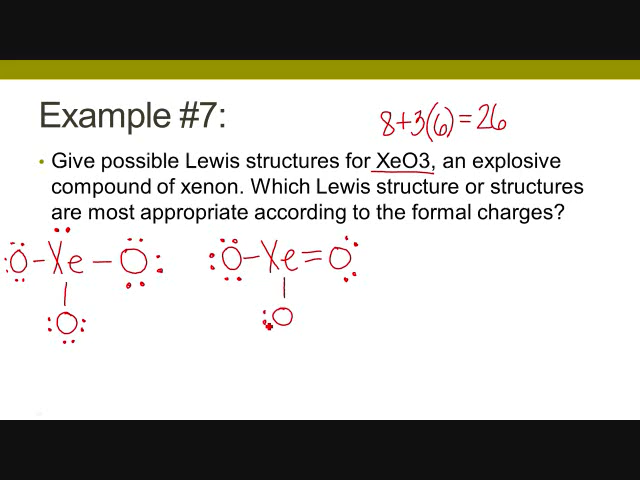 Example #7:
8+3(6)=26
• Give possible Lewis structures for XeO3, an explosive
compound of xenon. Which Lewis structure or structures
are most appropriate according to the formal charges?
:O-Xe-O: :O-Xe=O
:O: :O